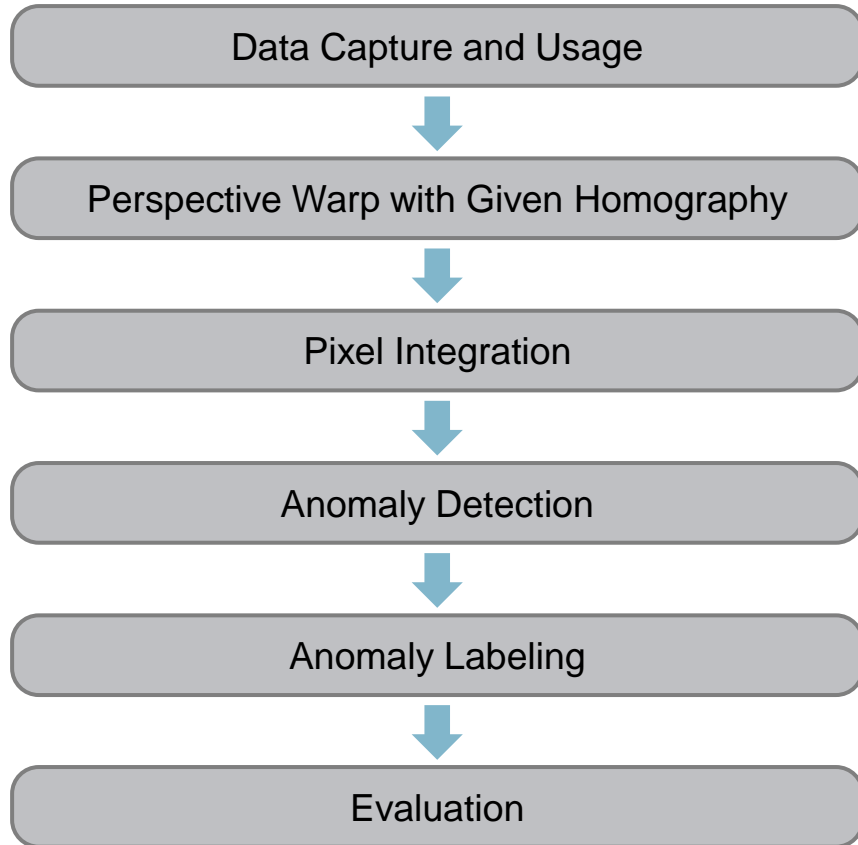 Data Capture and Usage
Perspective Warp with Given Homography
Pixel Integration
Anomaly Detection
Anomaly Labeling
Evaluation